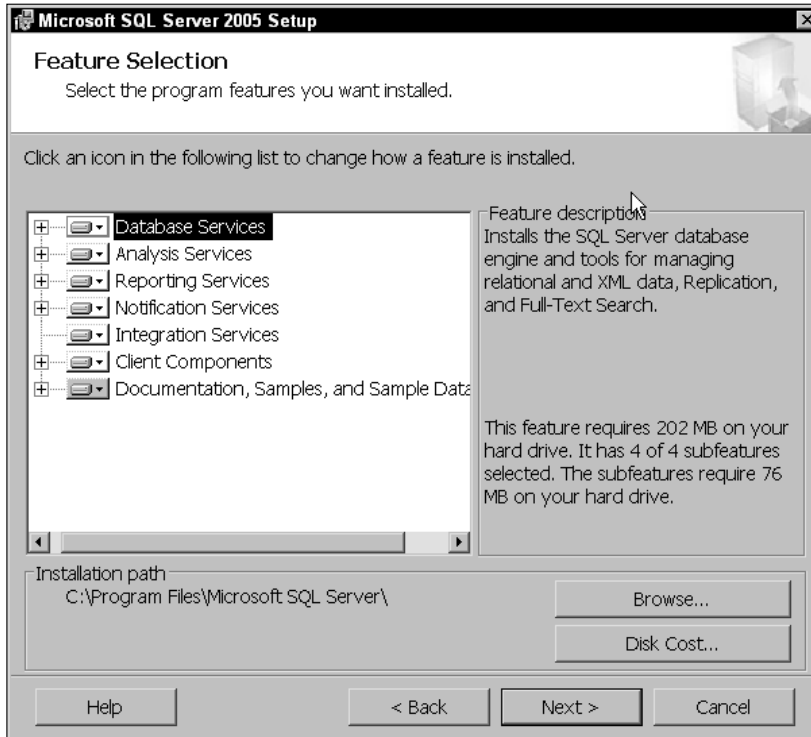 Microsoft SQL Server 2005 Setup
Feature Selection
Select the program features you want installed.
Click an icon in the following list to change how a feature is installed.
Database Services
Analysis Services
Reporting Services
Notification Services
Integration Services
Client Components
Documentation, Samples, and Sample Data
Feature description
Installs the SQL Server database
engine and tools for managing
relational and XML data, Replication,
and Full-Text Search.
This feature requires 202 MB on your
hard drive. It has 4 of 4 subfeatures
selected. The subfeatures require 76
MB on your hard drive.
Installation path
C:\Program Files\Microsoft SQL Server\
Browse...
Disk Cost...
Help
< Back
Next >
Cancel